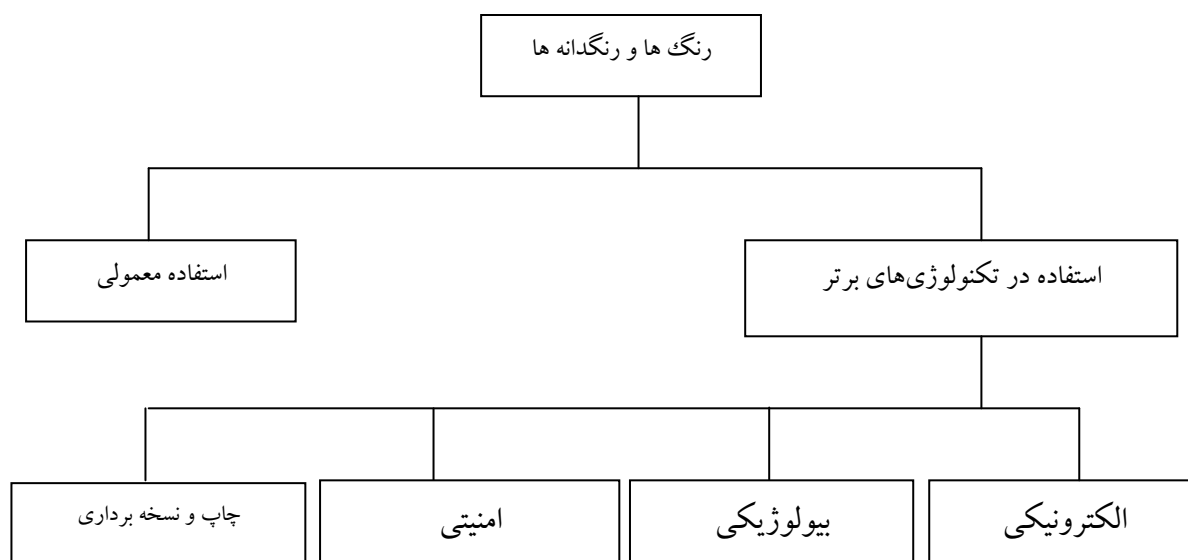 رنگ ها و رنگدانه ها
استفاده در تکنولوژی‌های برتر
استفاده معمولی
الکترونیکی
بیولوژیکی
امنیتی
چاپ و نسخه برداری